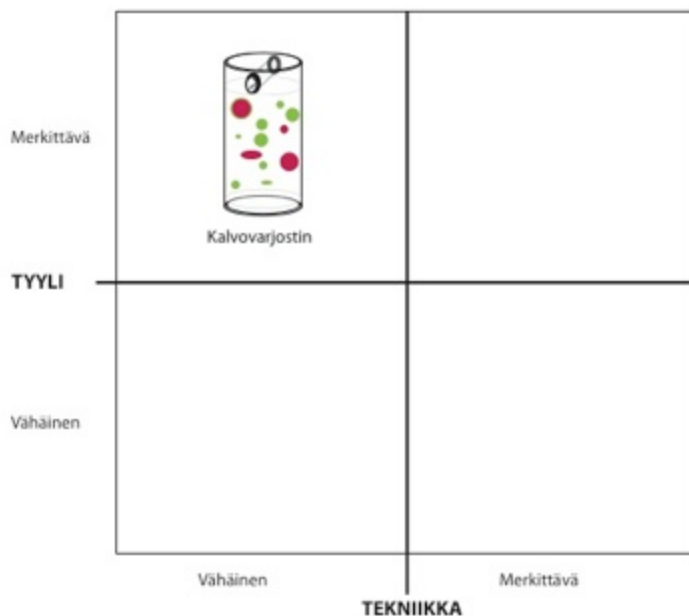 Merkittävä
Kalvovarjostin
TYYLI
Vähäinen
Vähäinen
Merkittävä
TEKNIIKKA